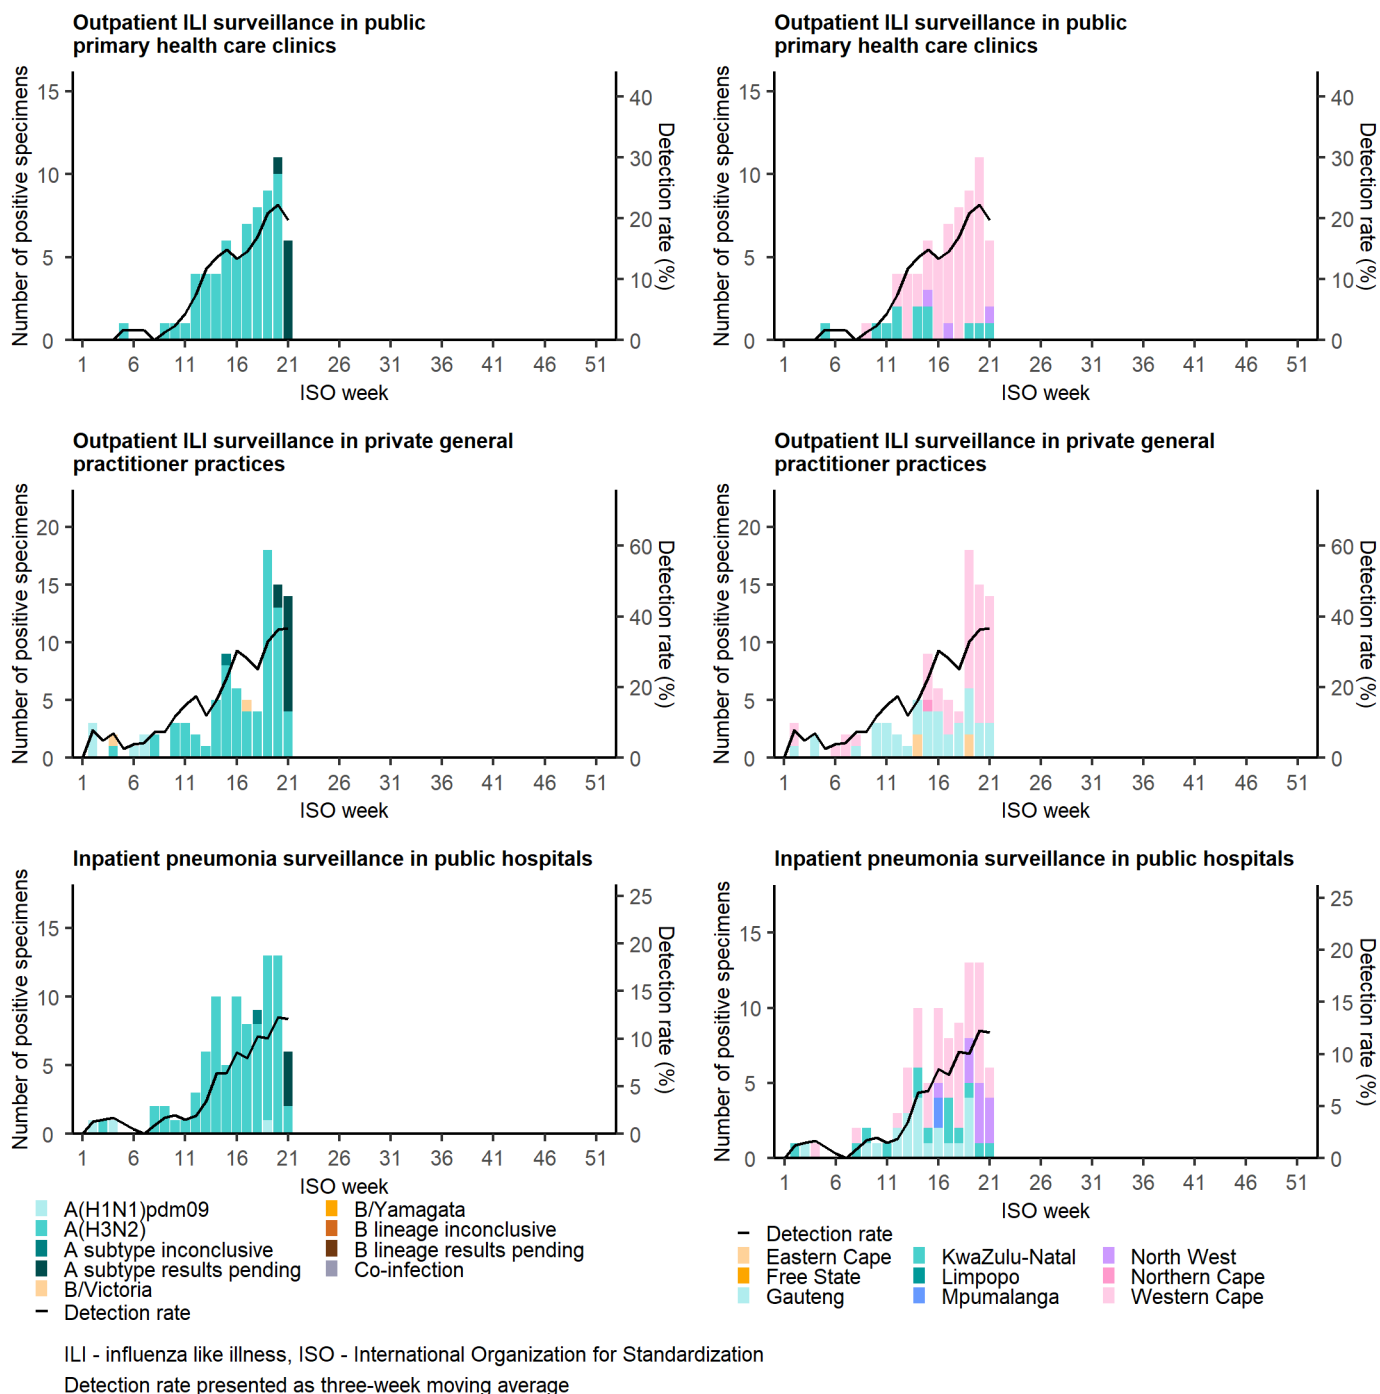 Outpatient ILI surveillance in public
primary health care clinics
Number of positive specimens
15
10
5
0
40
30
20
10
0
Detection rate (%)
1 6 11 16 21 26 31 36 41 46 51
ISO week
Outpatient ILI surveillance in public
primary health care clinics
Number of positive specimens
15
10
5
0
40
30
20
10
0
Detection rate (%)
1 6 11 16 21 26 31 36 41 46 51
ISO week
Outpatient ILI surveillance in private general
practitioner practices
Number of positive specimens
20
15
10
5
0
60
40
20
0
Detection rate (%)
1 6 11 16 21 26 31 36 41 46 51
ISO week
Outpatient ILI surveillance in private general
practitioner practices
Number of positive specimens
20
15
10
5
0
60
40
20
0
Detection rate (%)
1 6 11 16 21 26 31 36 41 46 51
ISO week
Inpatient pneumonia surveillance in public hospitals
Number of positive specimens
15
10
5
0
25
20
15
10
5
0
Detection rate (%)
1 6 11 16 21 26 31 36 41 46 51
ISO week
Inpatient pneumonia surveillance in public hospitals
Number of positive specimens
15
10
5
0
25
20
15
10
5
0
Detection rate (%)
1 6 11 16 21 26 31 36 41 46 51
ISO week
A(H1N1)pdm09
A(H3N2)
A subtype inconclusive
A subtype results pending
B/Victoria
Detection rate
B/Yamagata
B lineage inconclusive
B lineage results pending
Co-infection
Detection rate
Eastern Cape
Free State
Gauteng
KwaZulu-Natal
Limpopo
Mpumalanga
North West
Northern Cape
Western Cape
ILI - influenza like illness, ISO - International Organization for Standardization
Detection rate presented as three-week moving average